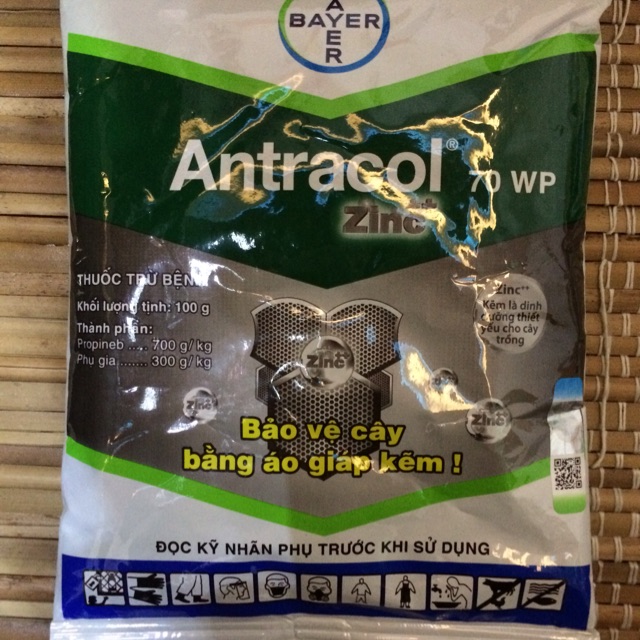 BAYER
BAYER
Antracol®
70 WP
Zinc++
THUỐC TRỪ BỆNH
Khối lượng tịnh: 100 g
Thành phần:
Propineb .... 700 g/ kg
Phụ gia ....... 300 g/ kg
Zinc++
Kẽm là dinh
dưỡng thiết
yếu cho cây
trồng
Zinc++
Zinc++
Zinc++
Bảo vệ cây
bằng áo giáp kẽm !
ĐỌC KỸ NHÃN PHỤ TRƯỚC KHI SỬ DỤNG